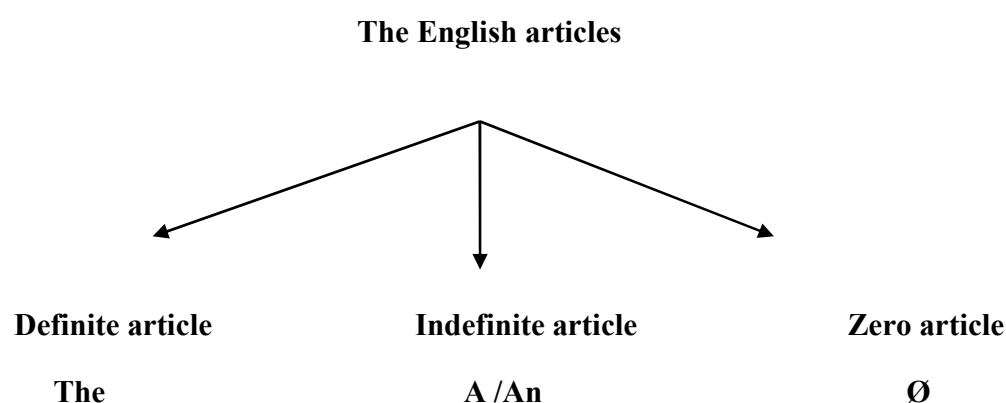 The English articles
Definite article Indefinite article Zero article
The A /An Ø